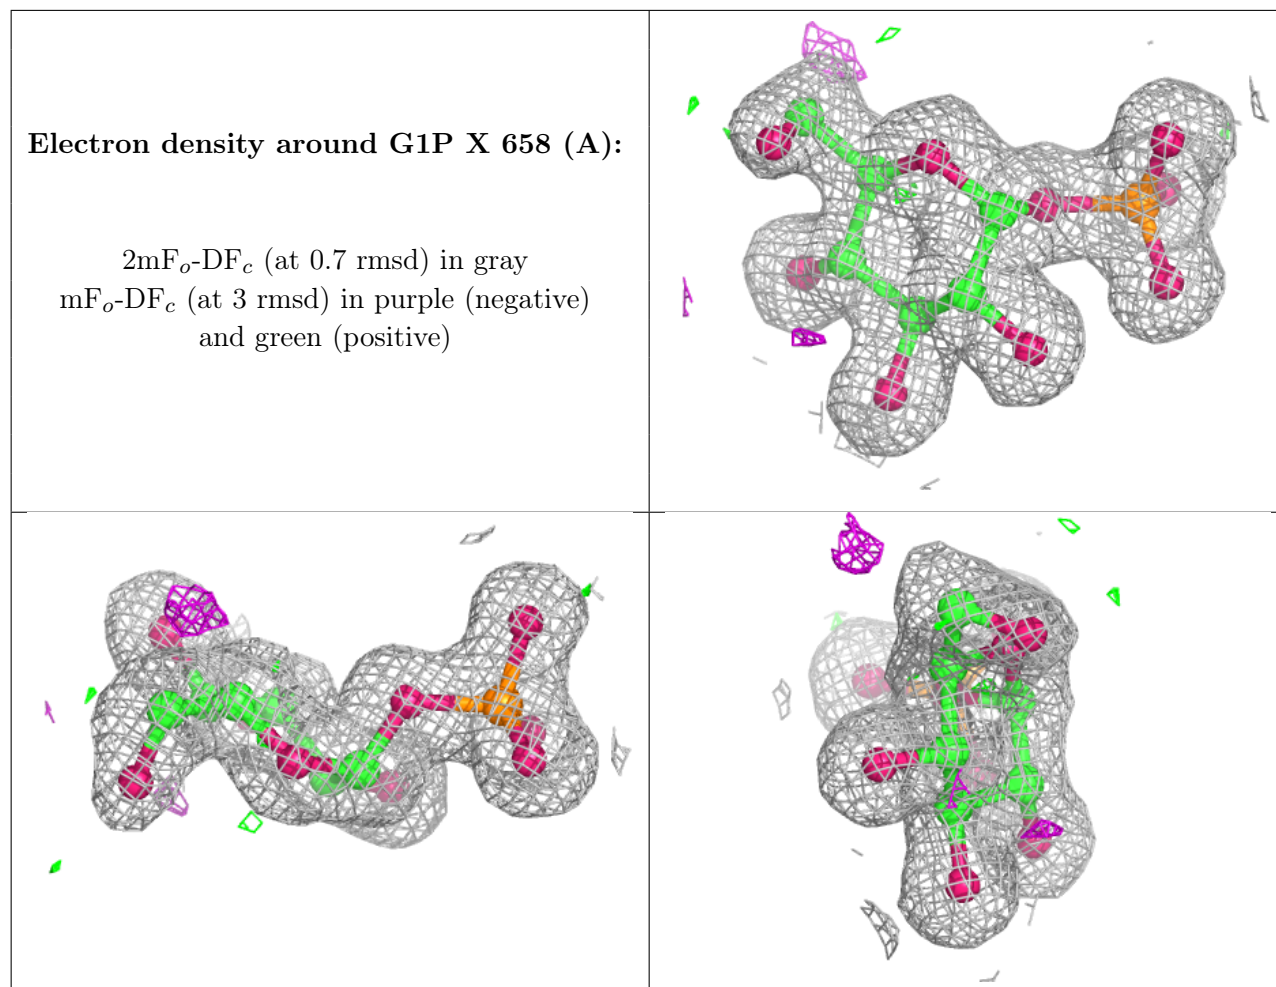 Electron density around G1P X 658 (A):
2mFₒ-DF𝒸 (at 0.7 rmsd) in gray
mFₒ-DF𝒸 (at 3 rmsd) in purple (negative)
and green (positive)